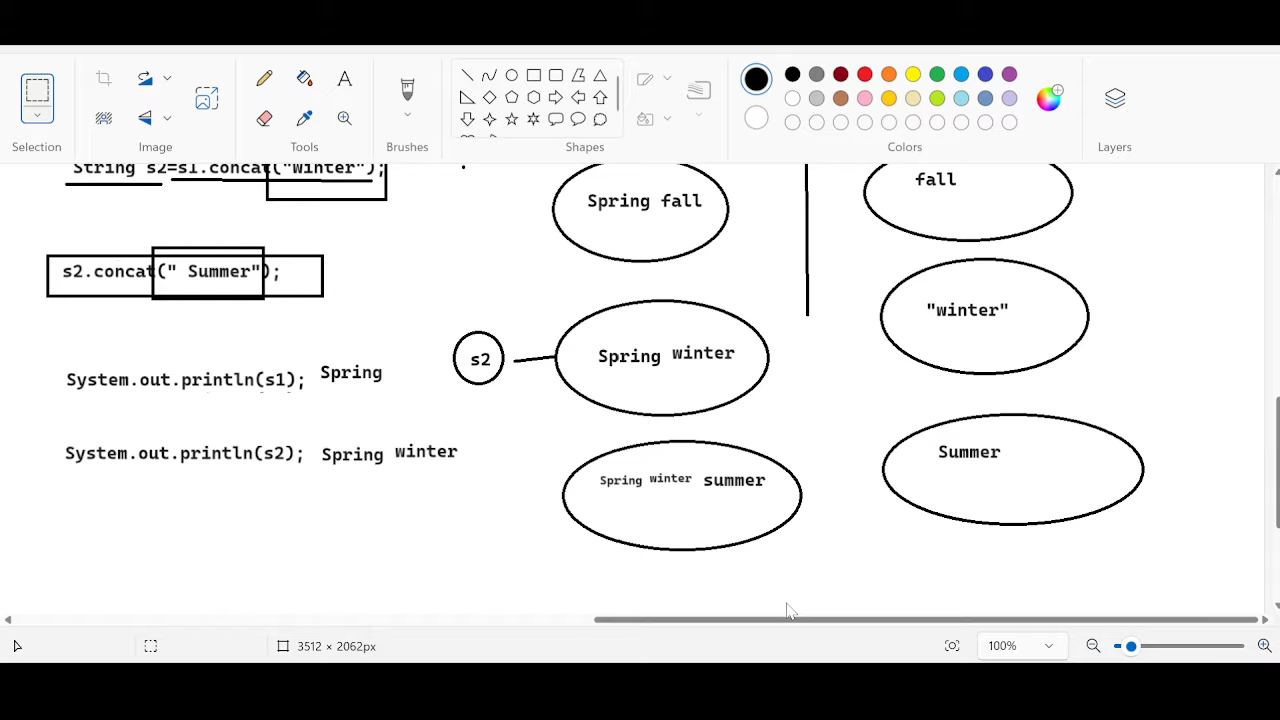 Selection
Image
Tools
Brushes
Shapes
Colors
Layers
String s2=s1.concat("Winter");
Spring fall
fall
s2.concat(" Summer");
"winter"
s2
Spring winter
System.out.println(s1); Spring
System.out.println(s2); Spring winter
Summer
Spring winter summer
3512 × 2062px
100%